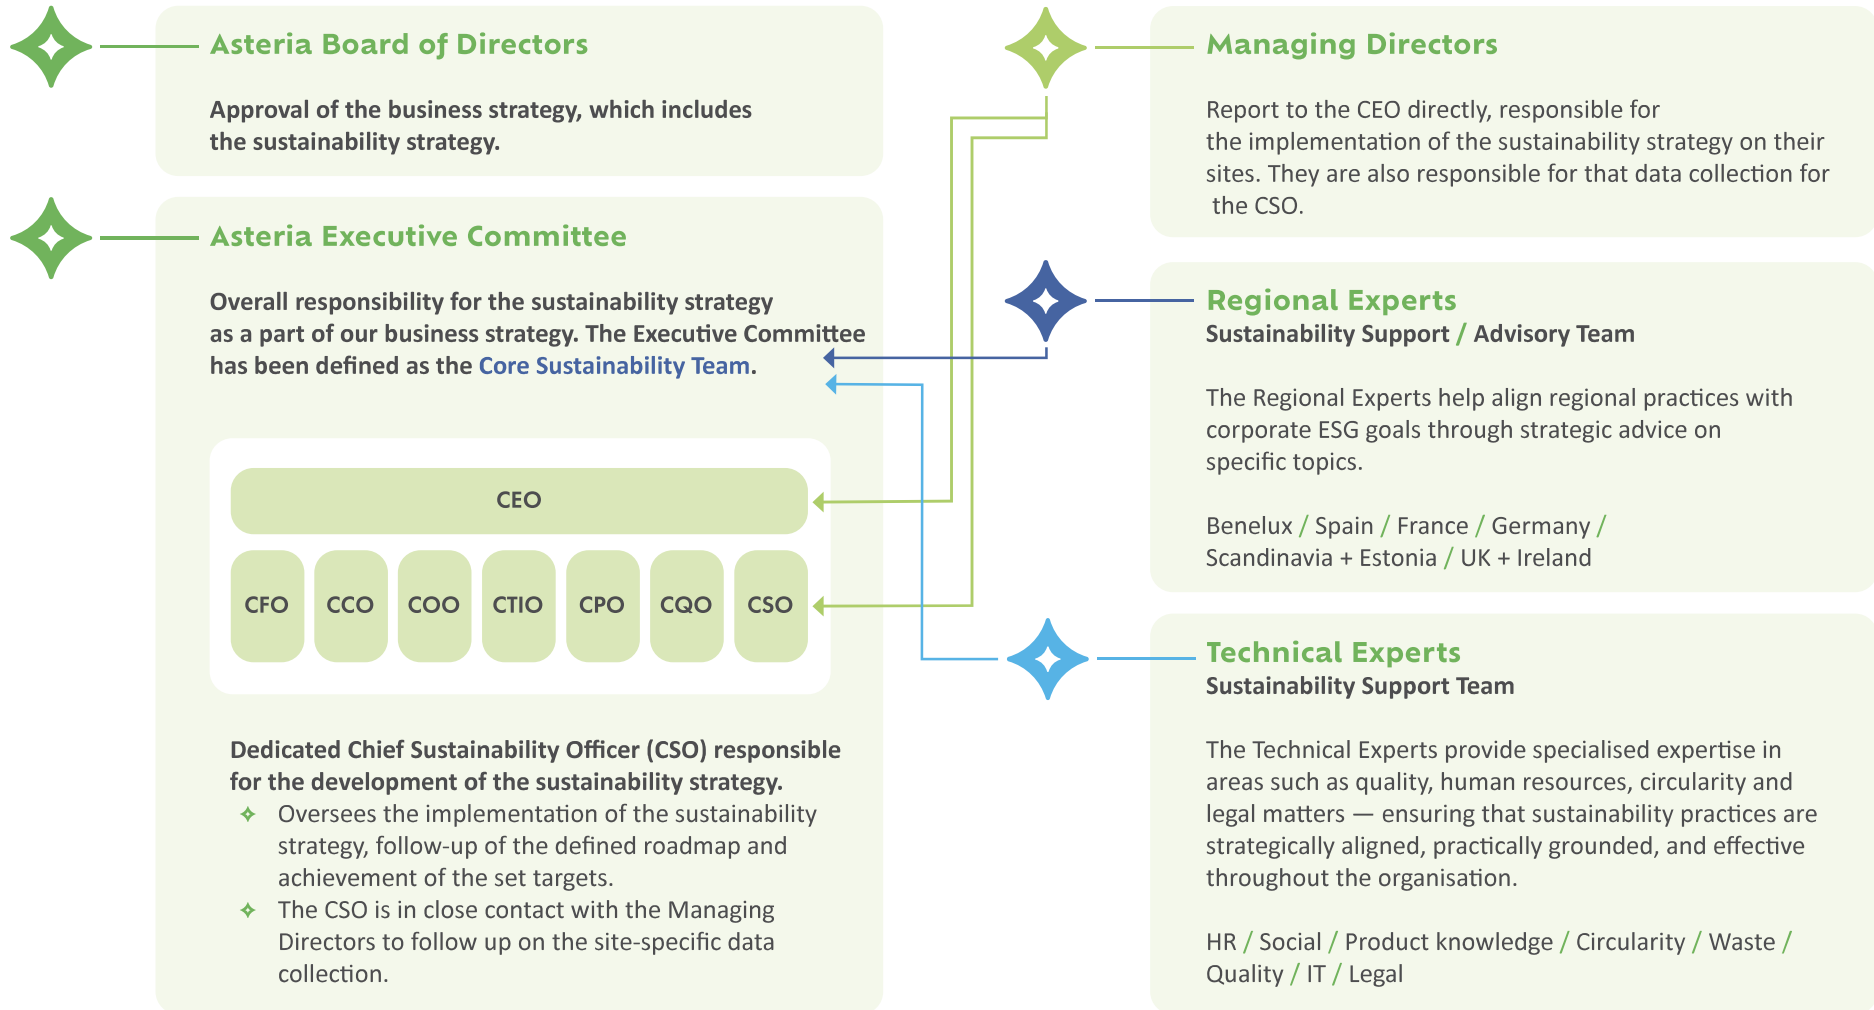 Asteria Board of Directors
Approval of the business strategy, which includes
the sustainability strategy.
Asteria Executive Committee
Overall responsibility for the sustainability strategy
as a part of our business strategy. The Executive Committee
has been defined as the Core Sustainability Team.
CEO
CFO CCO COO CTIO CPO CQO CSO
Dedicated Chief Sustainability Officer (CSO) responsible
for the development of the sustainability strategy.
Oversees the implementation of the sustainability
strategy, follow-up of the defined roadmap and
achievement of the set targets.
The CSO is in close contact with the Managing
Directors to follow up on the site-specific data
collection.
Managing Directors
Report to the CEO directly, responsible for
the implementation of the sustainability strategy on their
sites. They are also responsible for that data collection for
the CSO.
Regional Experts
Sustainability Support / Advisory Team
The Regional Experts help align regional practices with
corporate ESG goals through strategic advice on
specific topics.
Benelux / Spain / France / Germany /
Scandinavia + Estonia / UK + Ireland
Technical Experts
Sustainability Support Team
The Technical Experts provide specialised expertise in
areas such as quality, human resources, circularity and
legal matters — ensuring that sustainability practices are
strategically aligned, practically grounded, and effective
throughout the organisation.
HR / Social / Product knowledge / Circularity / Waste /
Quality / IT / Legal